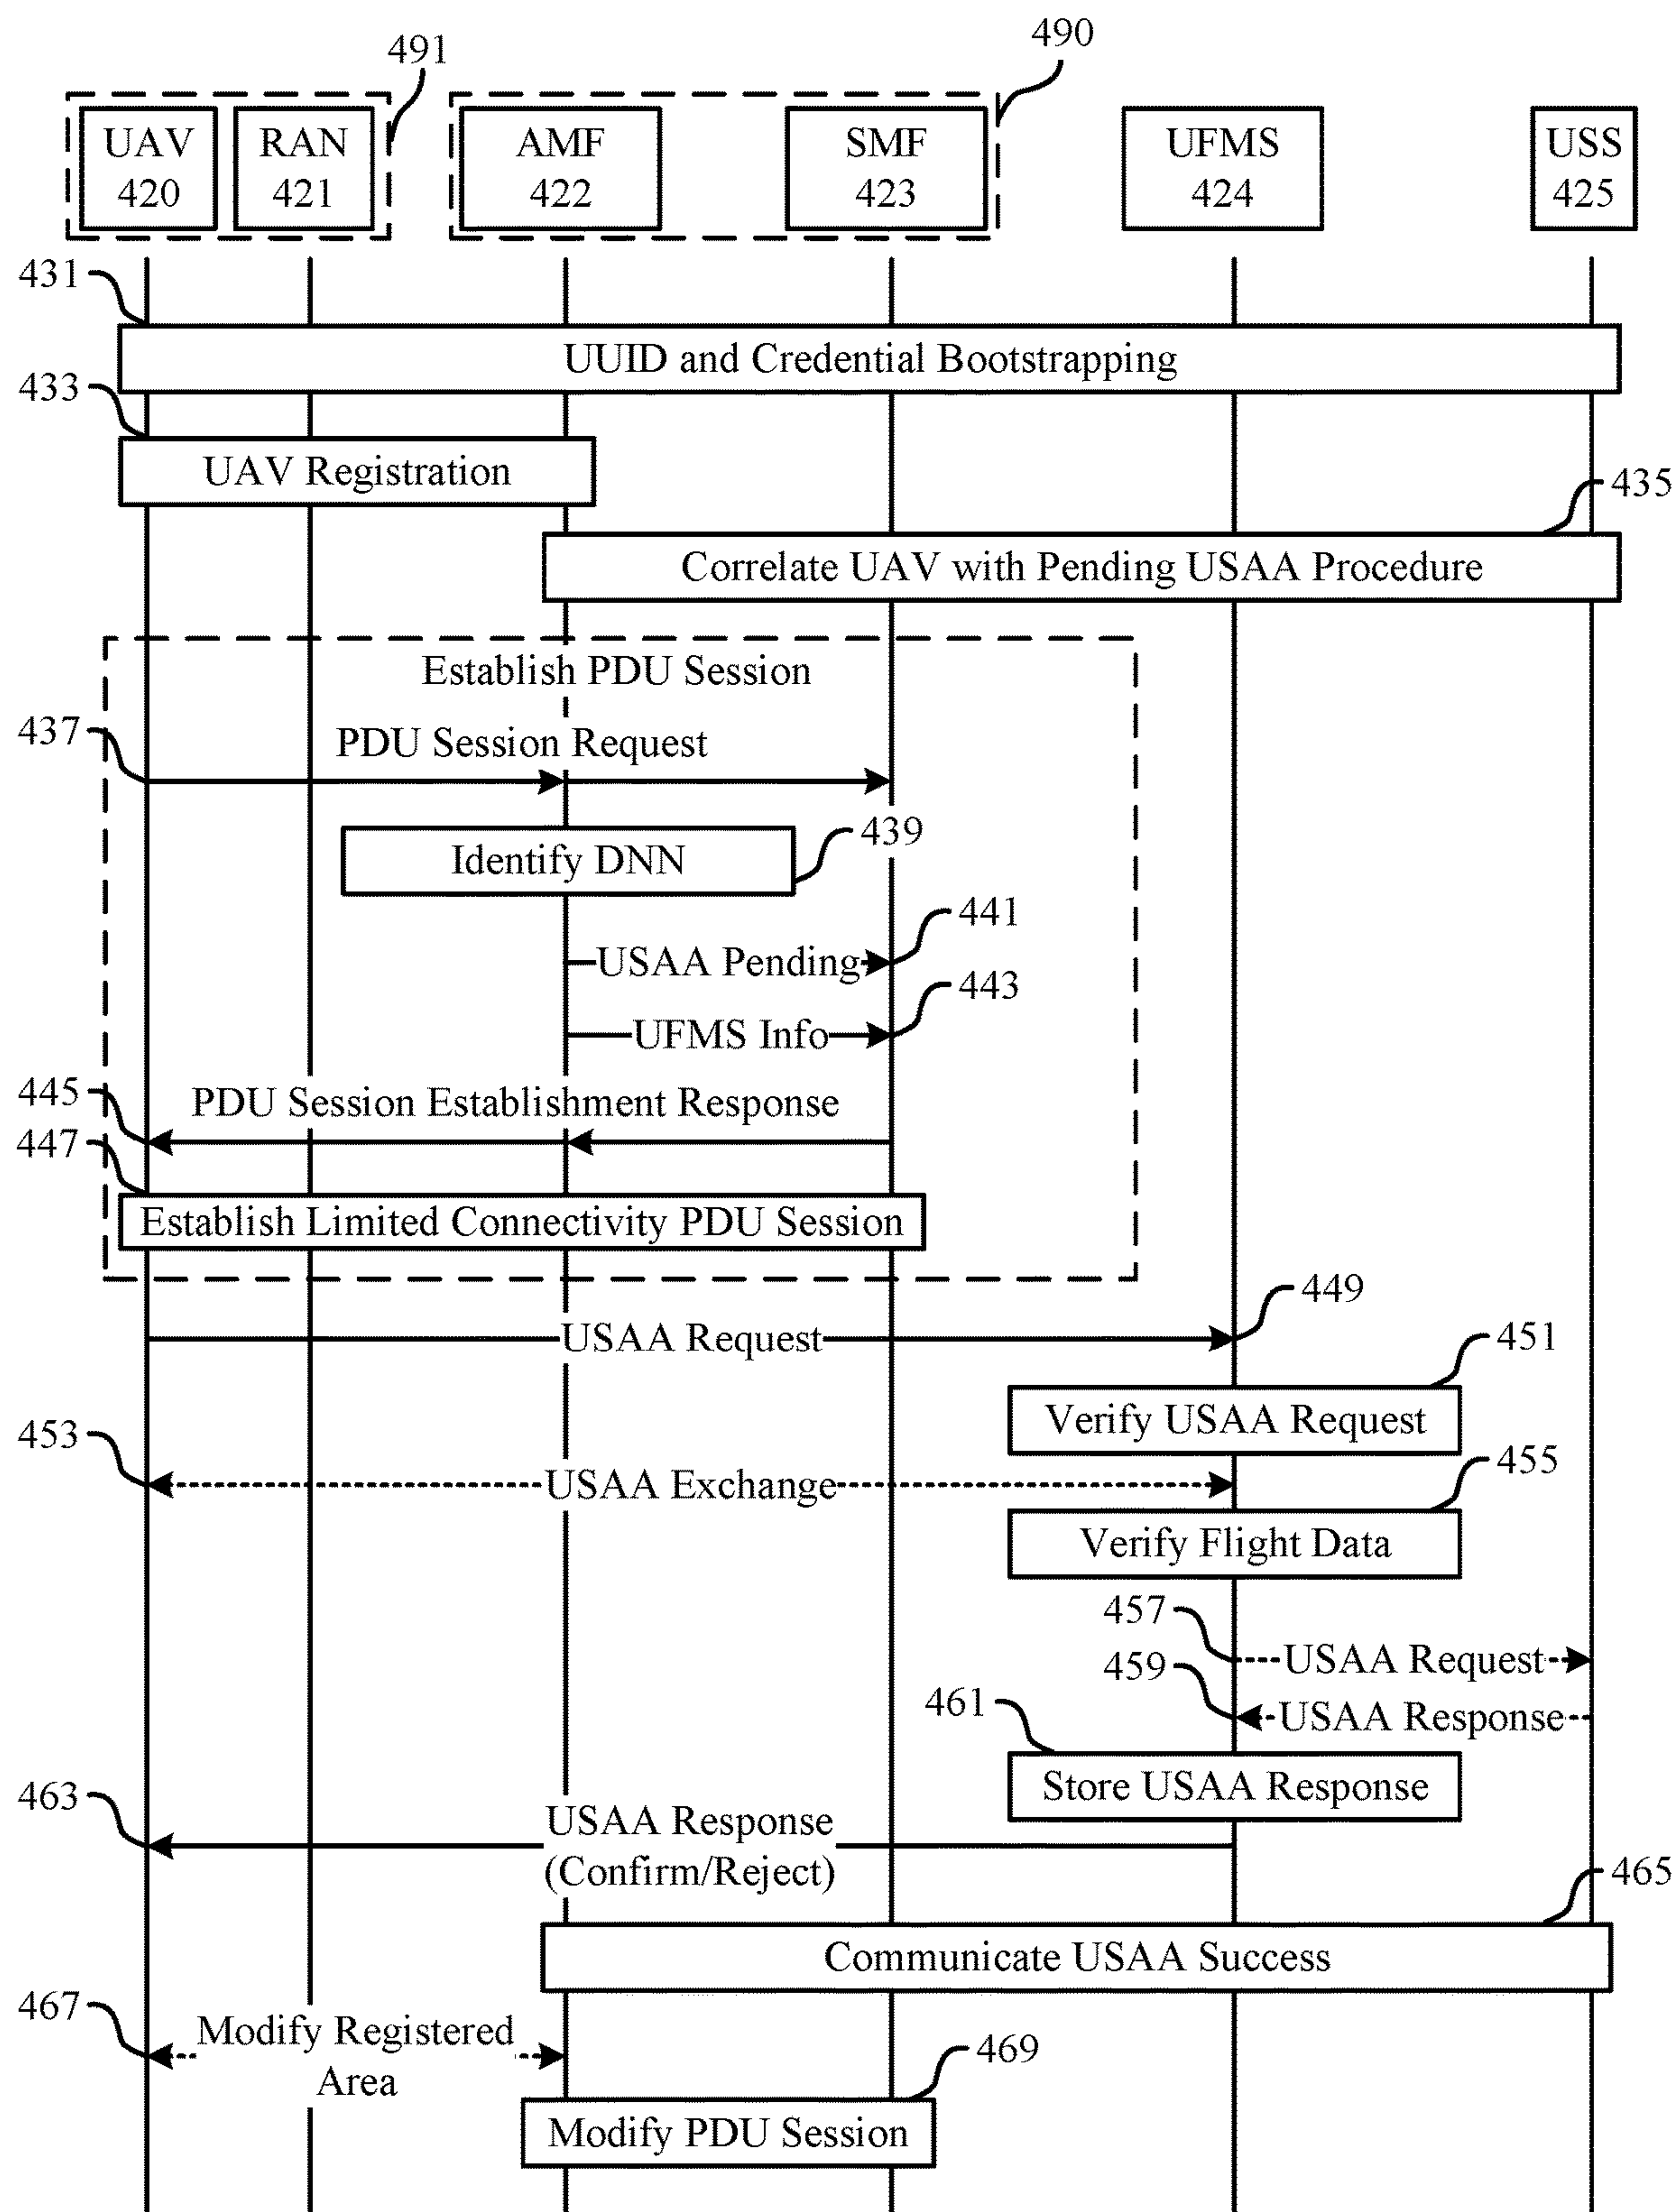 491
490
UAV
420
RAN
421
AMF
422
SMF
423
UFMS
424
USS
425
431
UUID and Credential Bootstrapping
433
UAV Registration
435
Correlate UAV with Pending USAA Procedure
Establish PDU Session
437
PDU Session Request
439
Identify DNN
441
USAA Pending
443
UFMS Info
445
PDU Session Establishment Response
447
Establish Limited Connectivity PDU Session
449
USAA Request
451
Verify USAA Request
453
USAA Exchange
455
Verify Flight Data
457
USAA Request
459
USAA Response
461
Store USAA Response
463
USAA Response
(Confirm/Reject)
465
Communicate USAA Success
467
Modify Registered
Area
469
Modify PDU Session